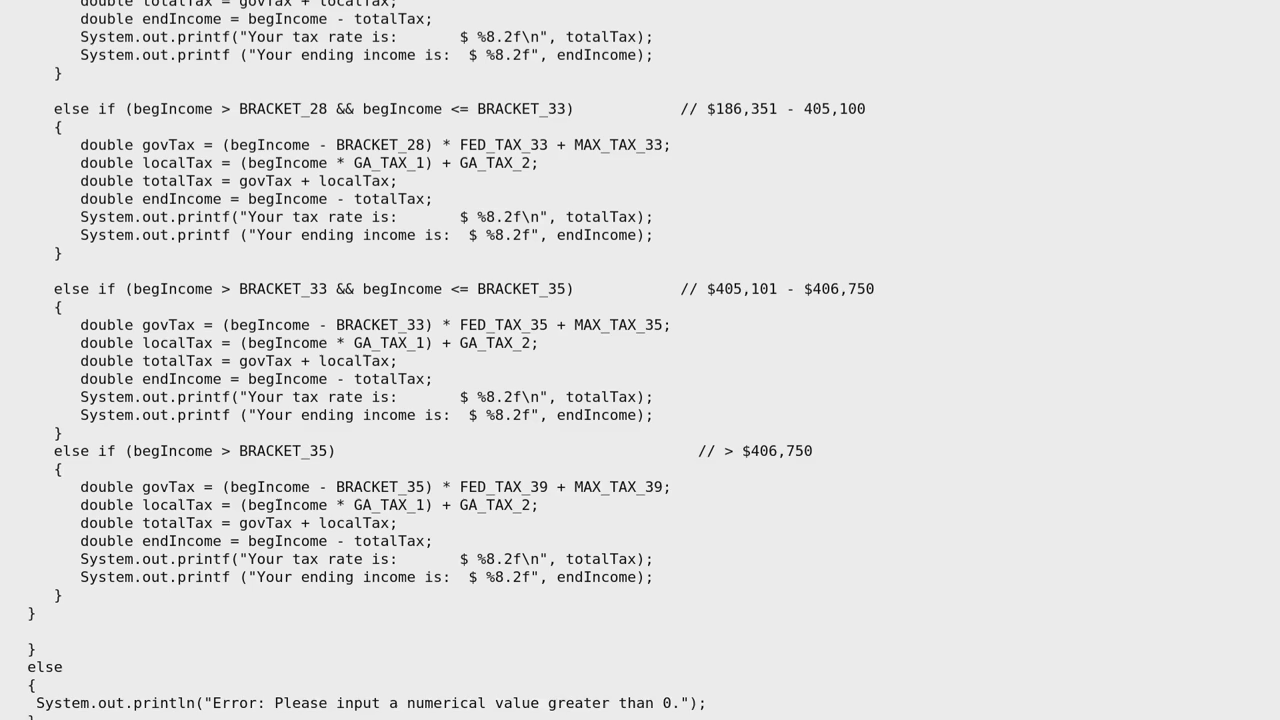 double totalTax = govTax + localTax;
double endIncome = begIncome - totalTax;
System.out.printf("Your tax rate is:       $ %8.2f\n", totalTax);
System.out.printf ("Your ending income is:  $ %8.2f", endIncome);
}
else if (begIncome > BRACKET_28 && begIncome <= BRACKET_33)            // $186,351 - 405,100
{
double govTax = (begIncome - BRACKET_28) * FED_TAX_33 + MAX_TAX_33;
double localTax = (begIncome * GA_TAX_1) + GA_TAX_2;
double totalTax = govTax + localTax;
double endIncome = begIncome - totalTax;
System.out.printf("Your tax rate is:       $ %8.2f\n", totalTax);
System.out.printf ("Your ending income is:  $ %8.2f", endIncome);
}
else if (begIncome > BRACKET_33 && begIncome <= BRACKET_35)            // $405,101 - $406,750
{
double govTax = (begIncome - BRACKET_33) * FED_TAX_35 + MAX_TAX_35;
double localTax = (begIncome * GA_TAX_1) + GA_TAX_2;
double totalTax = govTax + localTax;
double endIncome = begIncome - totalTax;
System.out.printf("Your tax rate is:       $ %8.2f\n", totalTax);
System.out.printf ("Your ending income is:  $ %8.2f", endIncome);
}
else if (begIncome > BRACKET_35)                                         // > $406,750
{
double govTax = (begIncome - BRACKET_35) * FED_TAX_39 + MAX_TAX_39;
double localTax = (begIncome * GA_TAX_1) + GA_TAX_2;
double totalTax = govTax + localTax;
double endIncome = begIncome - totalTax;
System.out.printf("Your tax rate is:       $ %8.2f\n", totalTax);
System.out.printf ("Your ending income is:  $ %8.2f", endIncome);
}
}
}
else
{
System.out.println("Error: Please input a numerical value greater than 0.");
}